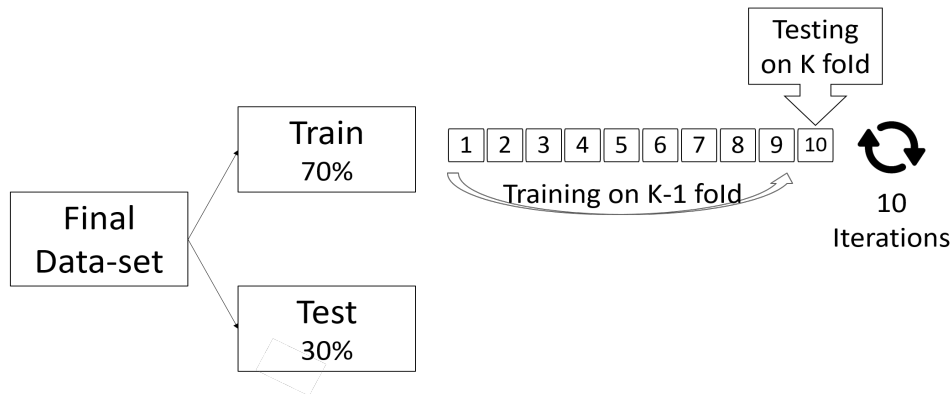 Testing
on K fold
Train
70%
1 2 3 4 5 6 7 8 9 10
Training on K-1 fold
10
Iterations
Final
Data-set
Test
30%